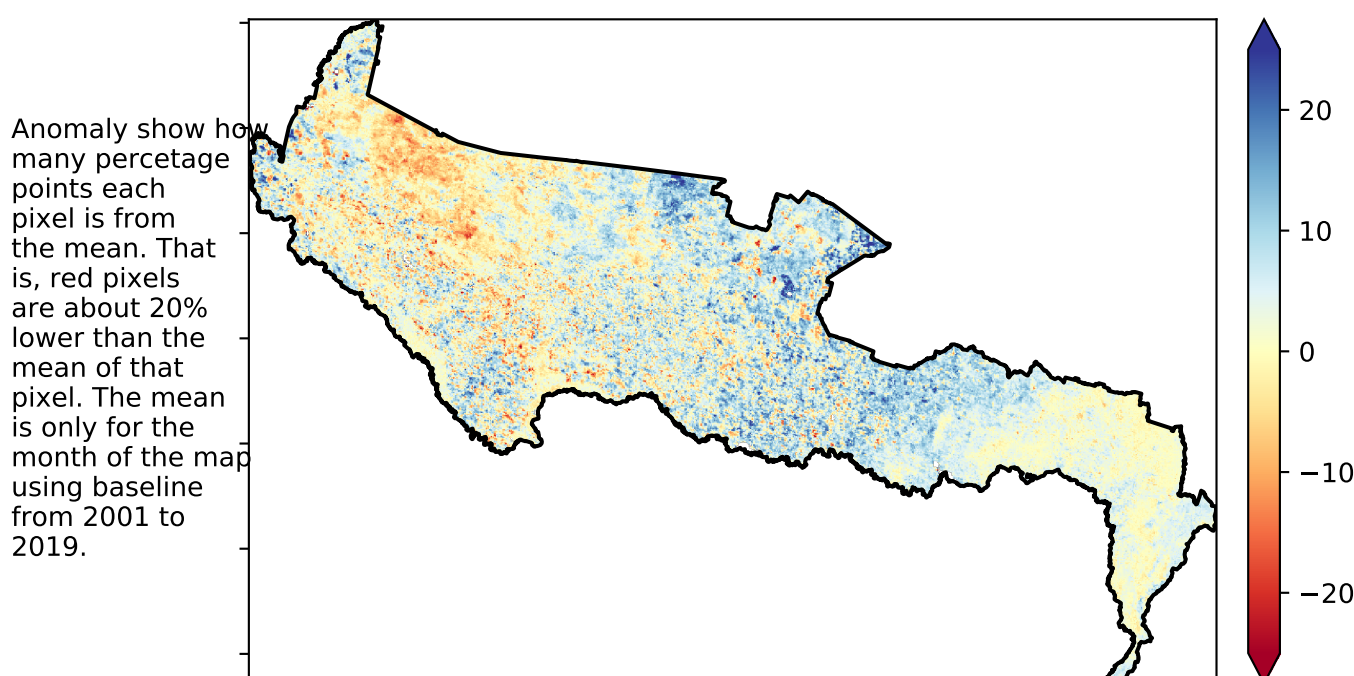 Anomaly show how
many percetage
points each
pixel is from
the mean. That
is, red pixels
are about 20%
lower than the
mean of that
pixel. The mean
is only for the
month of the map
using baseline
from 2001 to
2019.
20
10
0
−10
−20